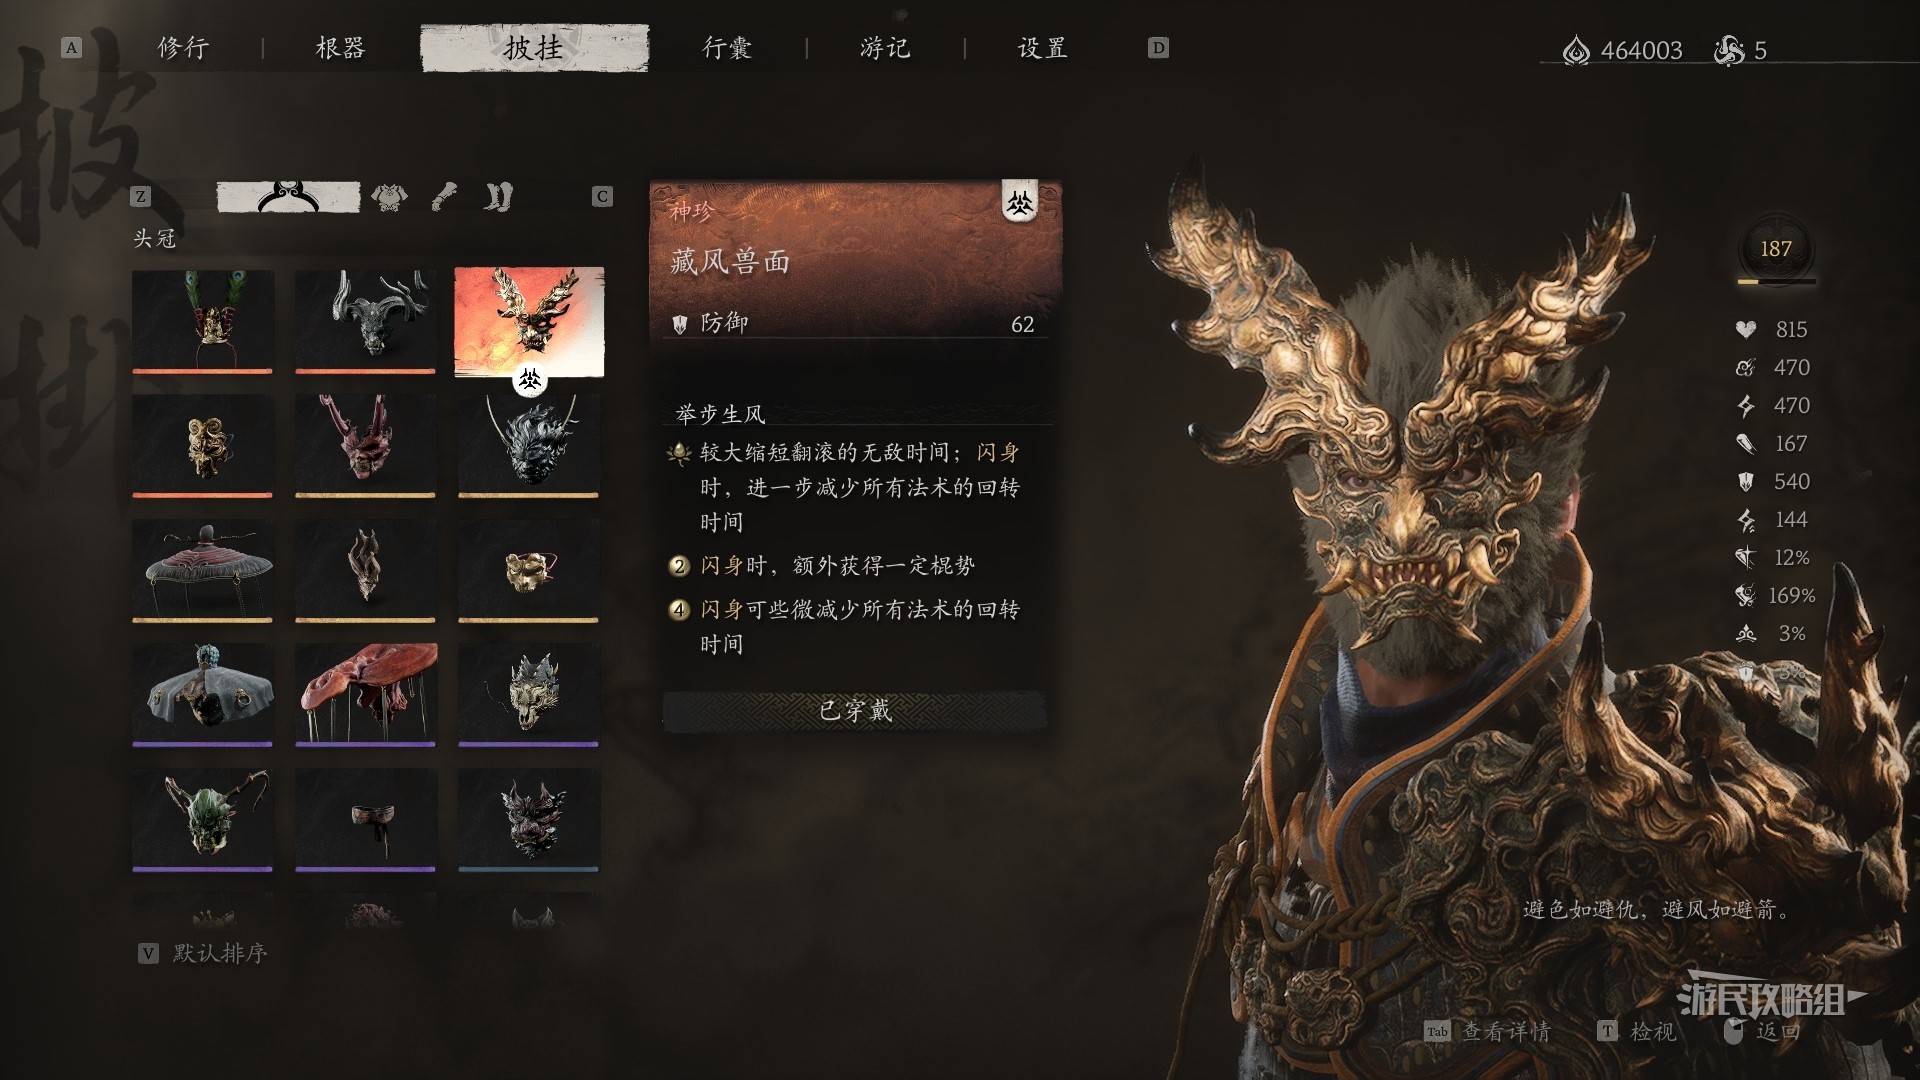 A 修行 | 根器 披挂 行囊 | 游记 | 设置 D
464003 5
披掛
Z C
头冠
神珍
藏风兽面
防御 62
举步生风
较大缩短翻滚的无敌时间；闪身
时，进一步减少所有法术的回转
时间
2 闪身时，额外获得一定棍势
4 闪身可些微减少所有法术的回转
时间
已穿戴
187
815
470
470
167
540
144
12%
169%
3%
3%
避色如避仇，避风如避箭。
V 默认排序
游民攻略组
Tab 查看详情 T 检视 返回